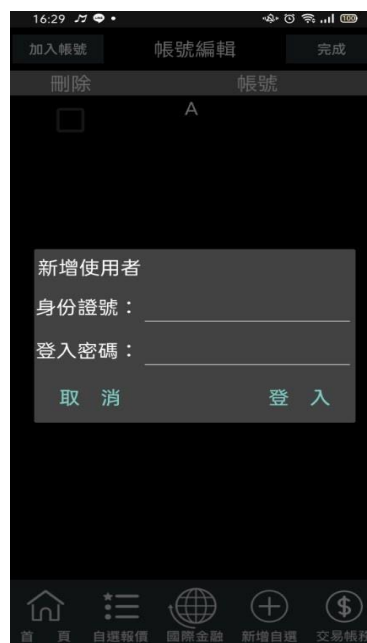 16:29
100
加入帳號 帳號編輯 完成
刪除 帳號
A
新增使用者
身份證號：
登入密碼：
取 消 登 入
首 頁 自選報價 國際金融 新增自選 交易帳務